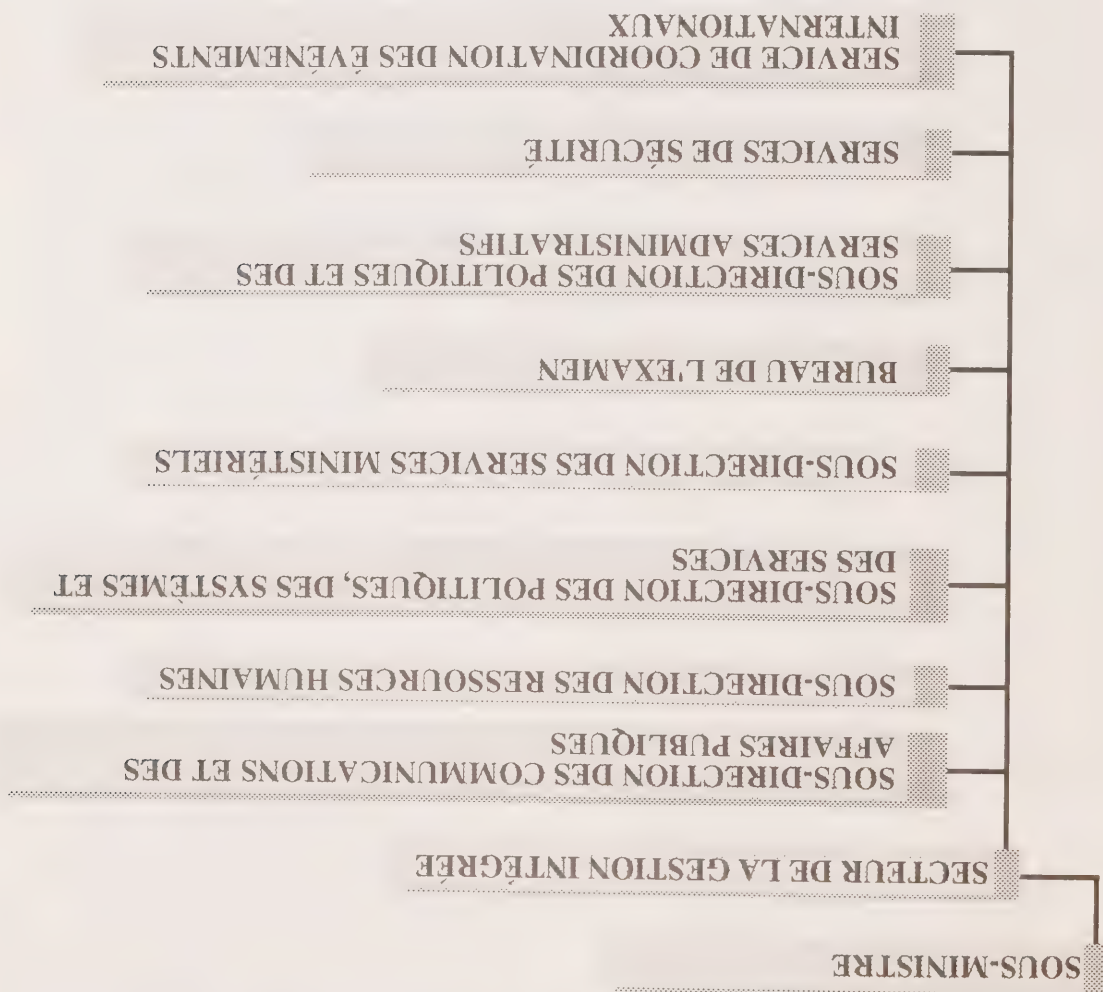 SOUS-MINISTRE
SECTEUR DE LA GESTION INTÉGRÉE
SOUS-DIRECTION DES COMMUNICATIONS ET DES
AFFAIRES PUBLIQUES
SOUS-DIRECTION DES RESSOURCES HUMAINES
SOUS-DIRECTION DES POLITIQUES, DES SYSTÈMES ET
DES SERVICES
SOUS-DIRECTION DES SERVICES MINISTÉRIELS
BUREAU DE L'EXAMEN
SOUS-DIRECTION DES POLITIQUES ET DES
SERVICES ADMINISTRATIFS
SERVICES DE SÉCURITÉ
SERVICE DE COORDINATION DES ÉVÉNEMENTS
INTERNATIONAUX